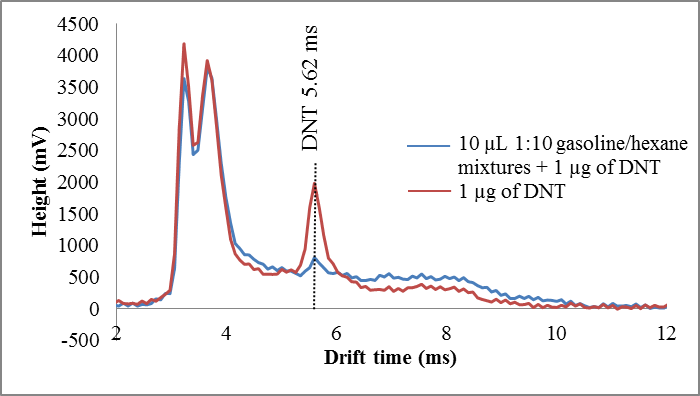 4500
4000
3500
3000
2500
2000
1500
1000
500
0
-500
Height (mV)
DNT 5.62 ms
10 µL 1:10 gasoline/hexane
mixtures + 1 µg of DNT
1 µg of DNT
2 4 6 8 10 12
Drift time (ms)